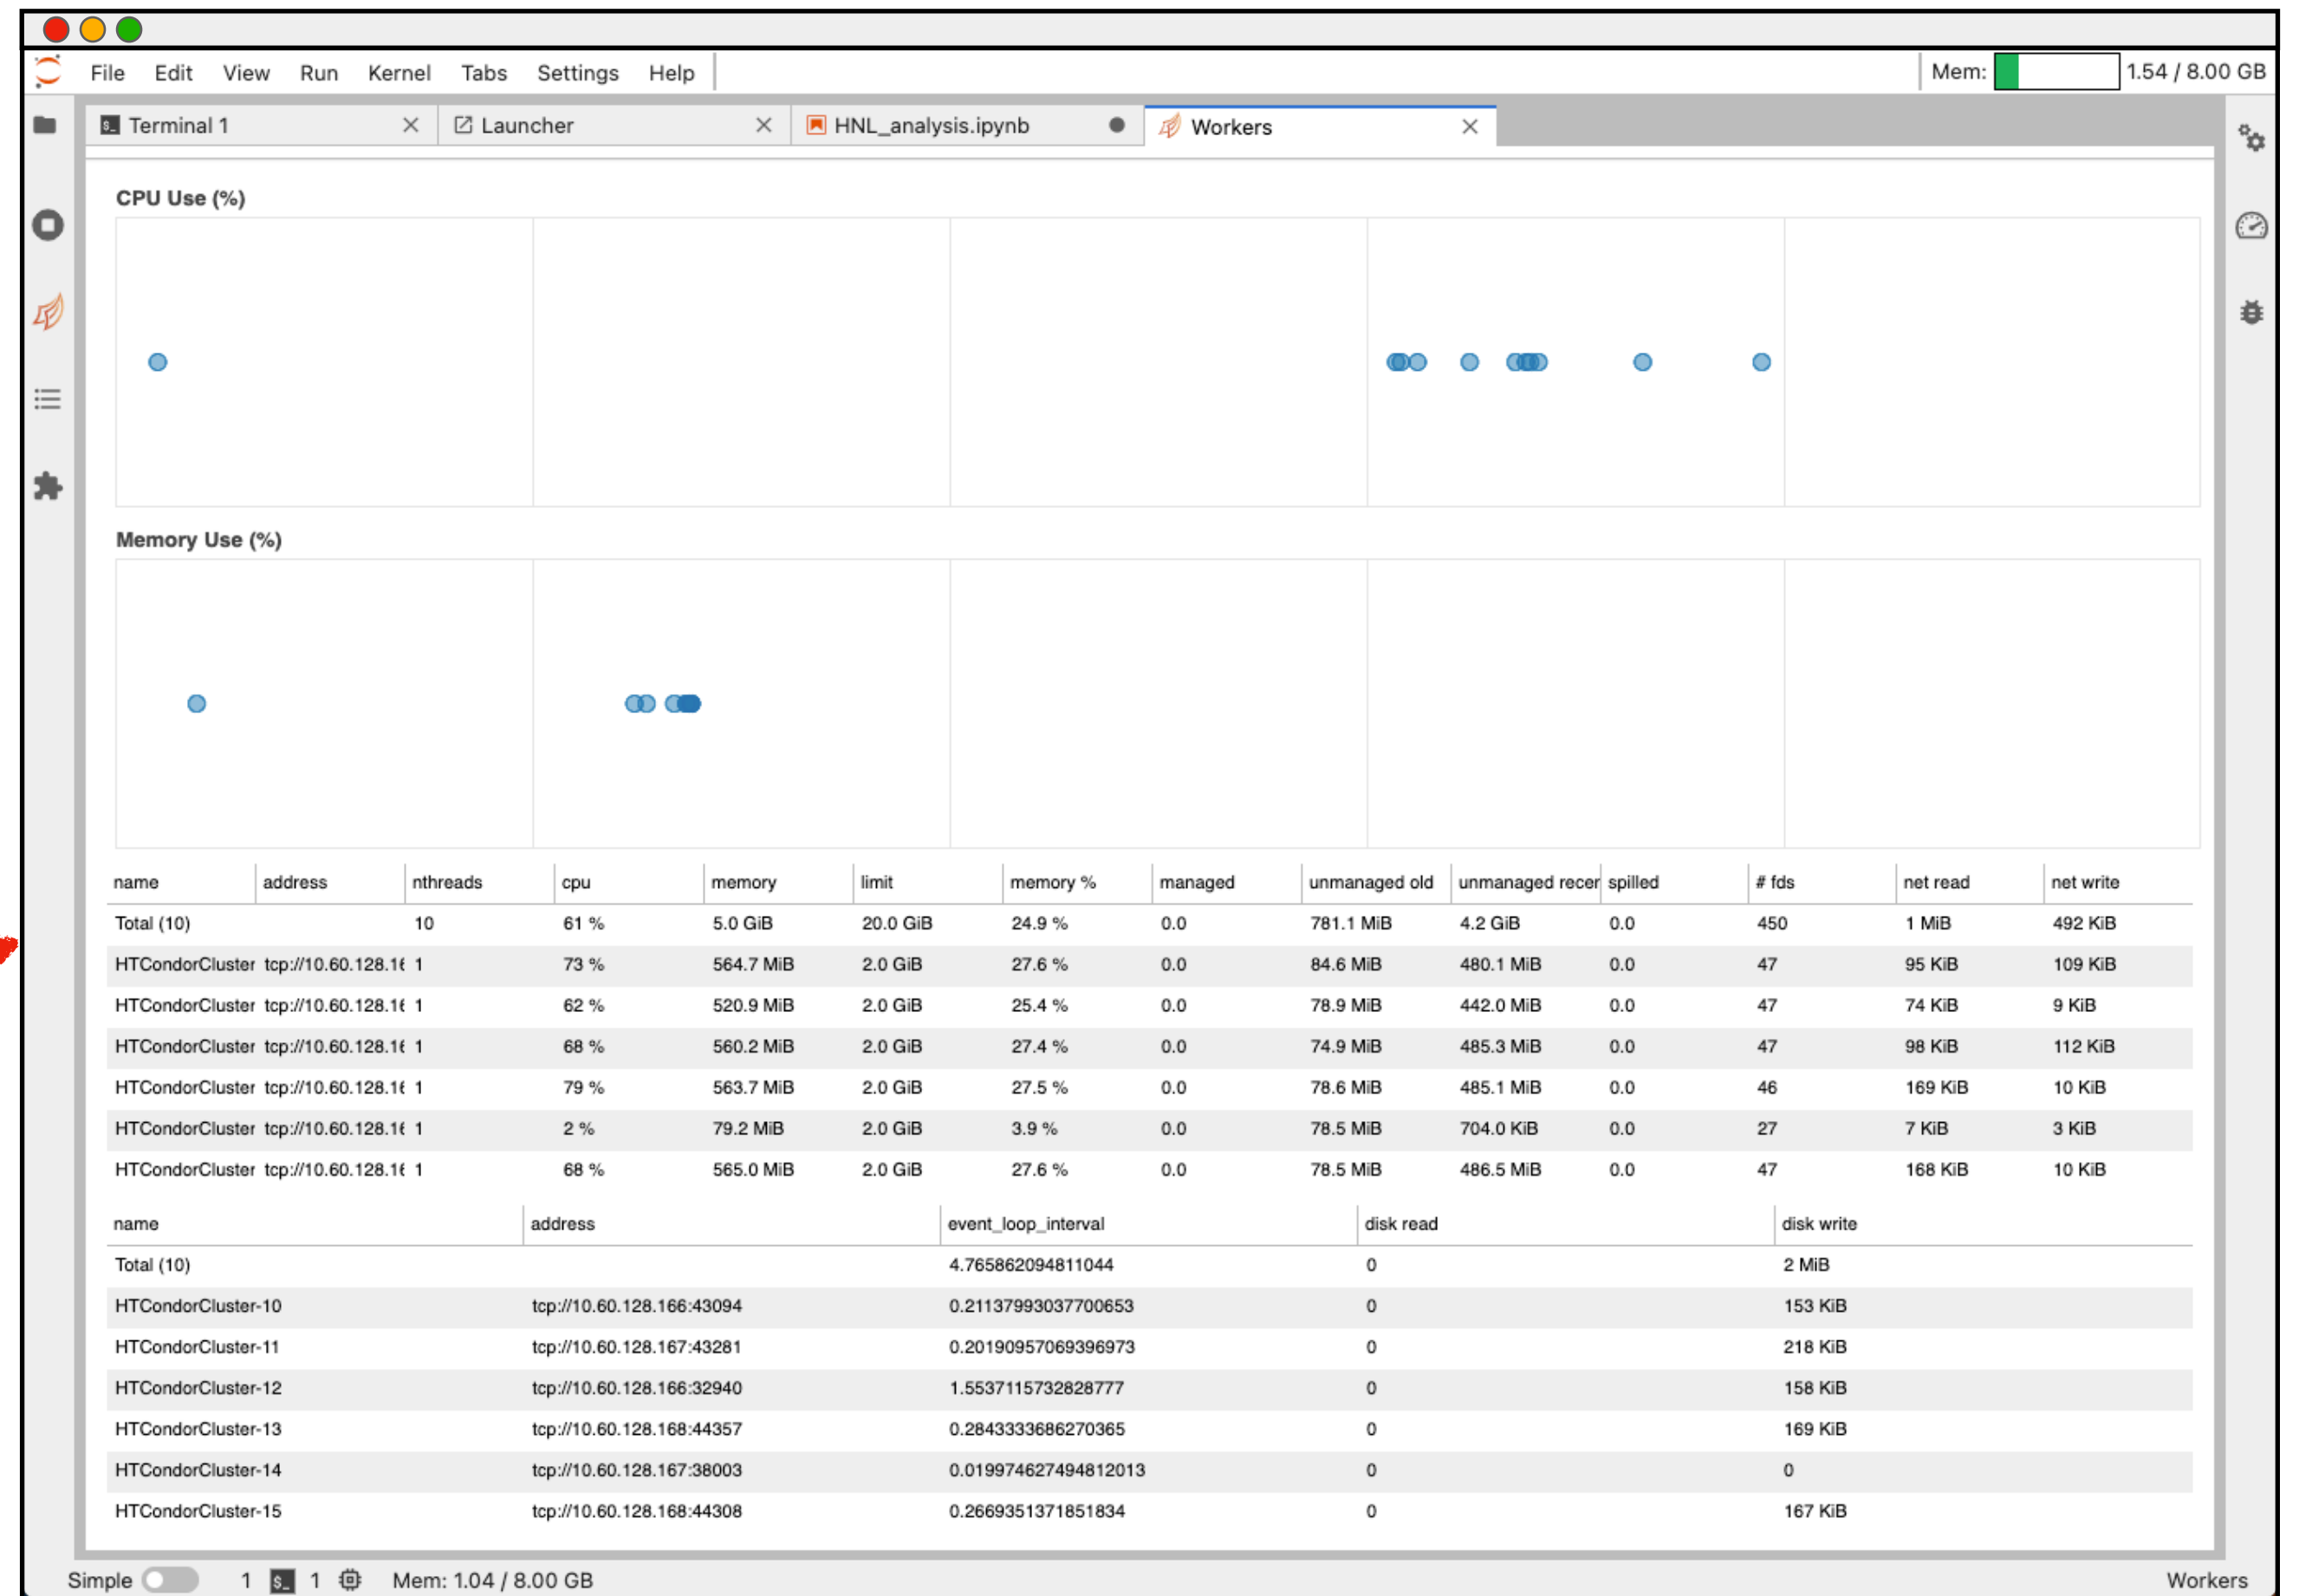 File Edit View Run Kernel Tabs Settings Help Mem: 1.54 / 8.00 GB
Terminal 1 Launcher HNL_analysis.ipynb Workers
CPU Use (%)
Memory Use (%)
name address nthreads cpu memory limit memory % managed unmanaged old unmanaged recer spilled # fds net read net write
Total (10) 10 61 % 5.0 GiB 20.0 GiB 24.9 % 0.0 781.1 MiB 4.2 GiB 0.0 450 1 MiB 492 KiB
HTCondorCluster tcp://10.60.128.16 1 73 % 564.7 MiB 2.0 GiB 27.6 % 0.0 84.6 MiB 480.1 MiB 0.0 47 95 KiB 109 KiB
HTCondorCluster tcp://10.60.128.16 1 62 % 520.9 MiB 2.0 GiB 25.4 % 0.0 78.9 MiB 442.0 MiB 0.0 47 74 KiB 9 KiB
HTCondorCluster tcp://10.60.128.16 1 68 % 560.2 MiB 2.0 GiB 27.4 % 0.0 74.9 MiB 485.3 MiB 0.0 47 98 KiB 112 KiB
HTCondorCluster tcp://10.60.128.16 1 79 % 563.7 MiB 2.0 GiB 27.5 % 0.0 78.6 MiB 485.1 MiB 0.0 46 169 KiB 10 KiB
HTCondorCluster tcp://10.60.128.16 1 2 % 79.2 MiB 2.0 GiB 3.9 % 0.0 78.5 MiB 704.0 KiB 0.0 27 7 KiB 3 KiB
HTCondorCluster tcp://10.60.128.16 1 68 % 565.0 MiB 2.0 GiB 27.6 % 0.0 78.5 MiB 486.5 MiB 0.0 47 168 KiB 10 KiB
name address event_loop_interval disk read disk write
Total (10) 4.765862094811044 0 2 MiB
HTCondorCluster-10 tcp://10.60.128.166:43094 0.21137993037700653 0 153 KiB
HTCondorCluster-11 tcp://10.60.128.167:43281 0.20190957069396973 0 218 KiB
HTCondorCluster-12 tcp://10.60.128.166:32940 1.5537115732828777 0 158 KiB
HTCondorCluster-13 tcp://10.60.128.168:44357 0.2843333686270365 0 169 KiB
HTCondorCluster-14 tcp://10.60.128.167:38003 0.019974627494812013 0 0
HTCondorCluster-15 tcp://10.60.128.168:44308 0.2669351371851834 0 167 KiB
Simple 1 $_ 1 Mem: 1.04 / 8.00 GB Workers